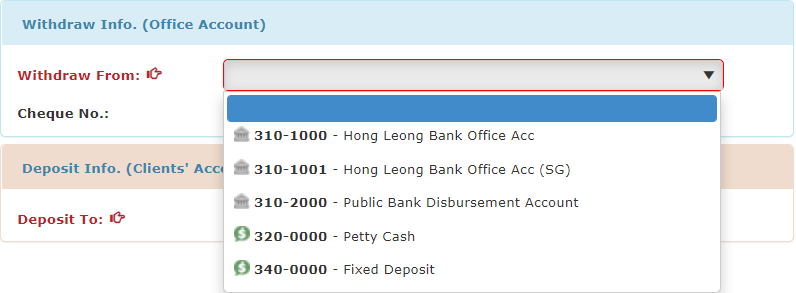 Withdraw Info. (Office Account)
Withdraw From:
Cheque No.:
310-1000 - Hong Leong Bank Office Acc
310-1001 - Hong Leong Bank Office Acc (SG)
310-2000 - Public Bank Disbursement Account
320-0000 - Petty Cash
340-0000 - Fixed Deposit
Deposit Info. (Clients' Acc
Deposit To: